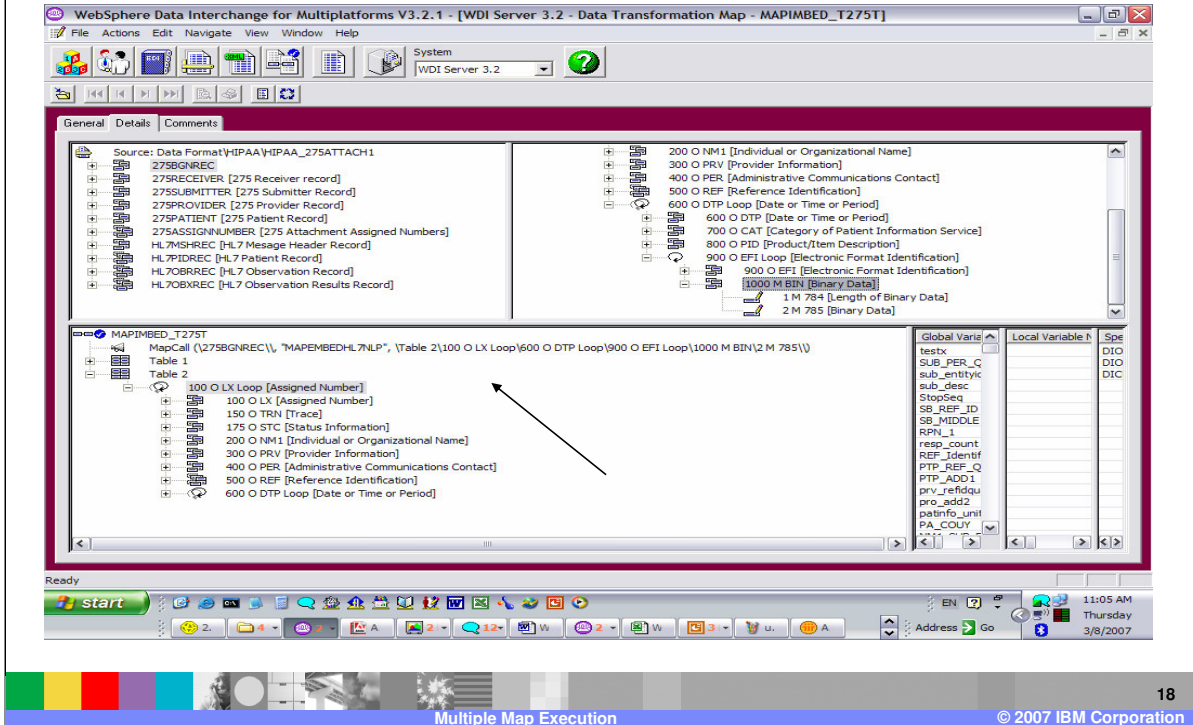 WebSphere Data Interchange for Multiplatforms V3.2.1 - [WDI Server 3.2 - Data Transformation Map - MAPIMBED_T275T]
File Actions Edit Navigate View Window Help
System
WDI Server 3.2
General Details Comments
Source: Data Format\HIPAA\HIPAA_275ATTACH1
275BGNREC
275RECEIVER [275 Receiver record]
275SUBMITTER [275 Submitter Record]
275PROVIDER [275 Provider Record]
275PATIENT [275 Patient Record]
275ASSIGNNUMBER [275 Attachment Assigned Numbers]
HL7MSHREC [HL7 Mesage Header Record]
HL7PIDREC [HL7 Patient Record]
HL7OBRREC [HL7 Observation Record]
HL7OBXREC [HL7 Observation Results Record]
200 O NM1 [Individual or Organizational Name]
300 O PRV [Provider Information]
400 O PER [Administrative Communications Contact]
500 O REF [Reference Identification]
600 O DTP Loop [Date or Time or Period]
600 O DTP [Date or Time or Period]
700 O CAT [Category of Patient Information Service]
800 O PID [Product/Item Description]
900 O EFI Loop [Electronic Format Identification]
900 O EFI [Electronic Format Identification]
1000 M BIN [Binary Data]
1 M 784 [Length of Binary Data]
2 M 785 [Binary Data]
MAPIMBED_T275T
MapCall (\275BGNREC\\, "MAPEMBEDHL7NLP", \Table 2\100 O LX Loop\600 O DTP Loop\900 O EFI Loop\1000 M BIN\2 M 785\\)
Table 1
Table 2
100 O LX Loop [Assigned Number]
100 O LX [Assigned Number]
150 O TRN [Trace]
175 O STC [Status Information]
200 O NM1 [Individual or Organizational Name]
300 O PRV [Provider Information]
400 O PER [Administrative Communications Contact]
500 O REF [Reference Identification]
600 O DTP Loop [Date or Time or Period]
Global Varia
testx
SUB_PER_Q
sub_entityic
sub_desc
StopSeq
SB_REF_ID
SB_MIDDLE
RPN_1
resp_count
REF_Identif
PTP_REF_Q
PTP_ADD1
prv_refidqu
pro_add2
patinfo_unit
PA_COUY
Local Variable N
Spe
DIO
DIO
DIC
Ready
start
EN
11:05 AM
2. 4 2 A 2 12 W 2 W 3 u. A
Address Go
Thursday
3/8/2007
18
Multiple Map Execution
© 2007 IBM Corporation